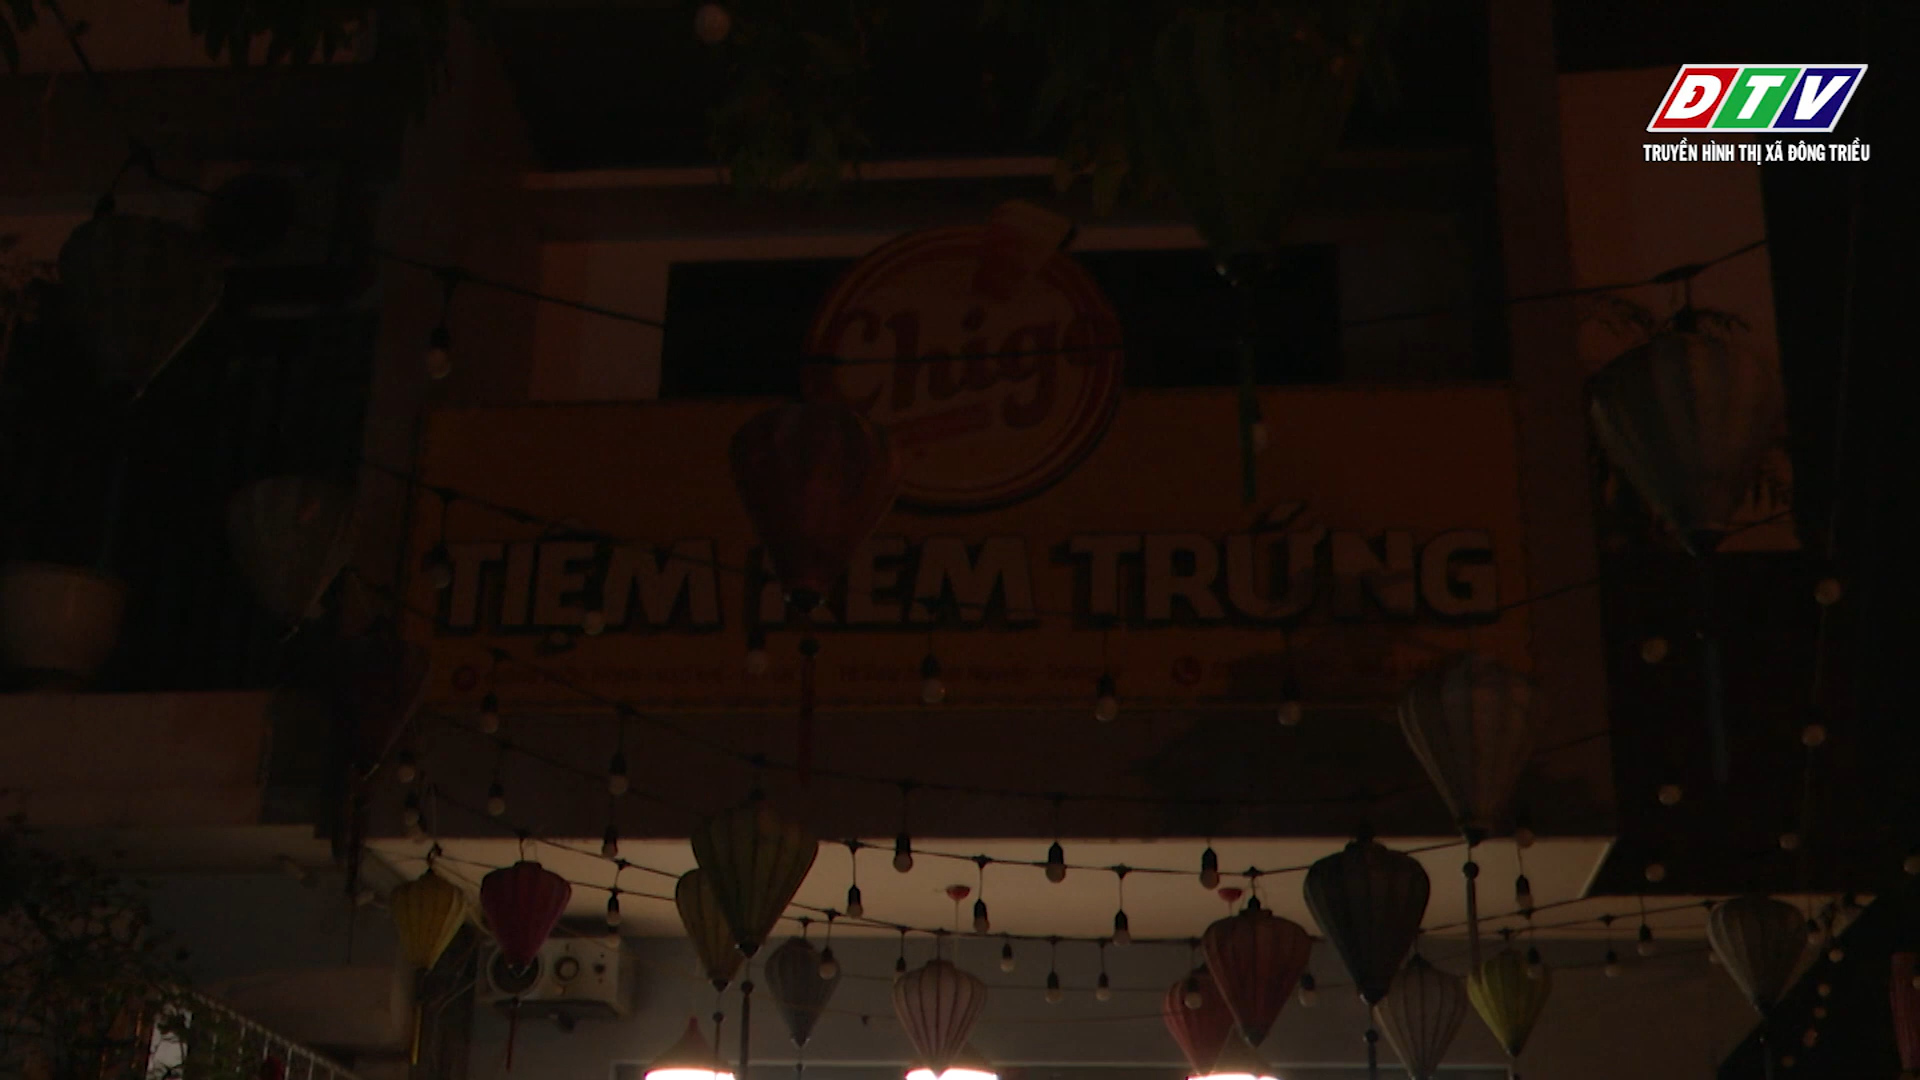 ĐTV
TRUYỀN HÌNH THỊ XÃ ĐÔNG TRIỀU
Chigo
TIỆM KEM TRỨNG